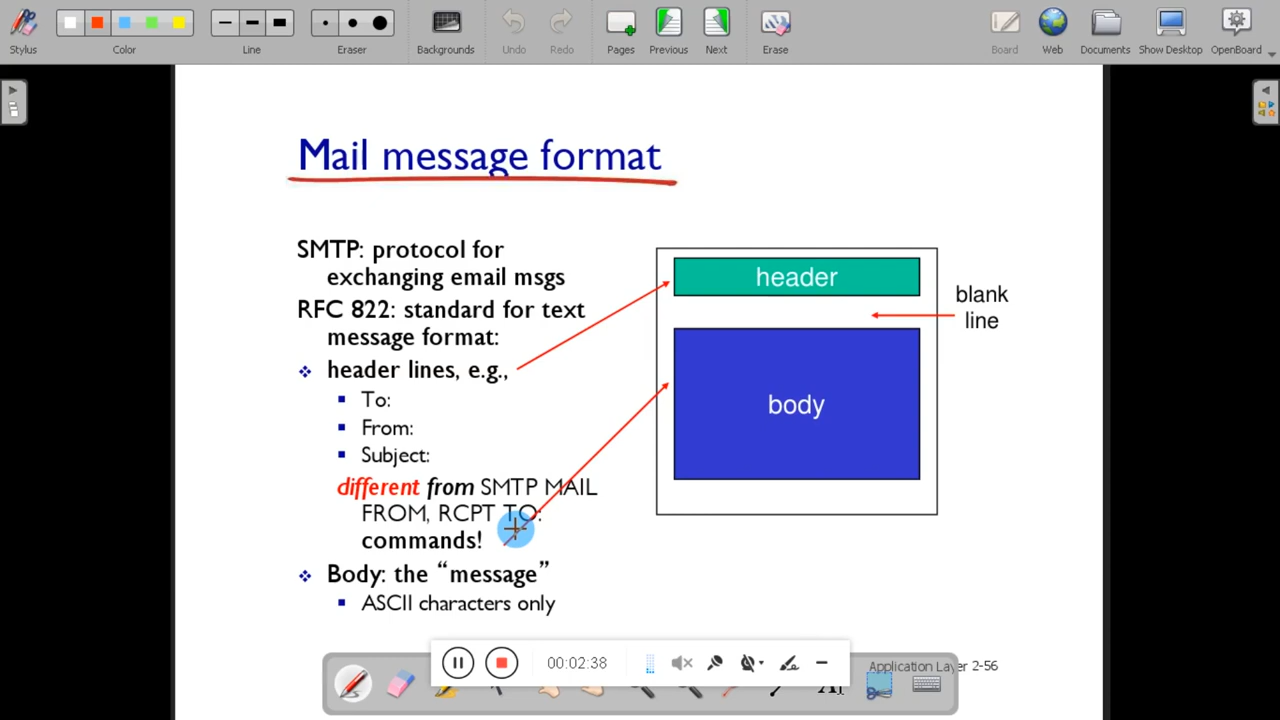 Stylus
Color
Line
Eraser
Backgrounds
Undo
Redo
Pages
Previous
Next
Erase
Board
Web
Documents
Show Desktop
OpenBoard
Mail message format
SMTP: protocol for
exchanging email msgs
RFC 822: standard for text
message format:
header lines, e.g.,
To:
From:
Subject:
different from SMTP MAIL
FROM, RCPT TO:
commands!
Body: the “message”
ASCII characters only
header
blank
line
body
00:02:38
Application Layer 2-56